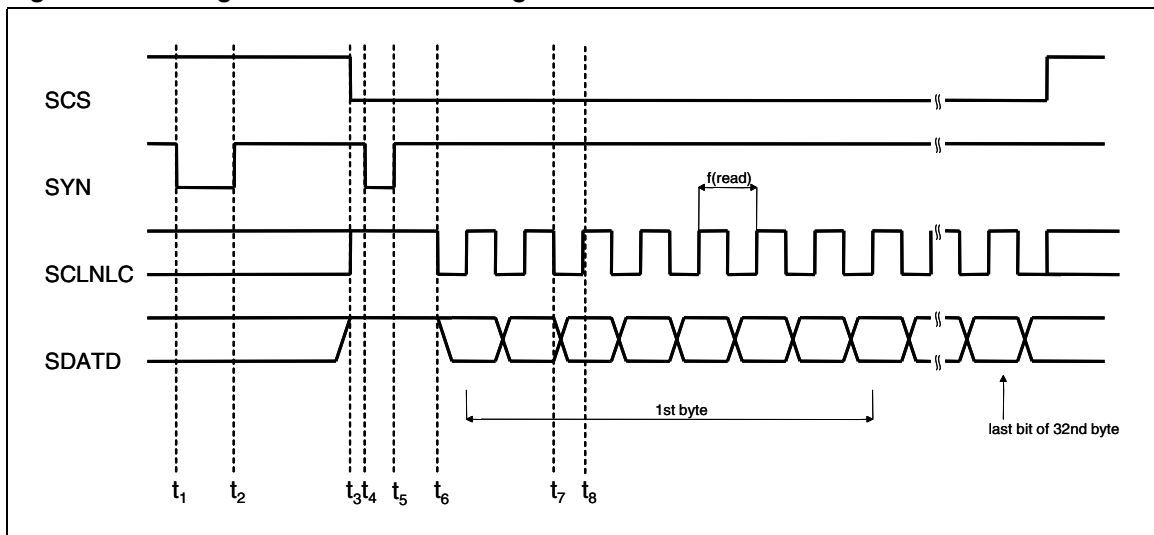 SCS
SYN
f(read)
SCLNLC
SDATD
1st byte
last bit of 32nd byte
t1 t2 t3 t4 t5 t6 t7 t8